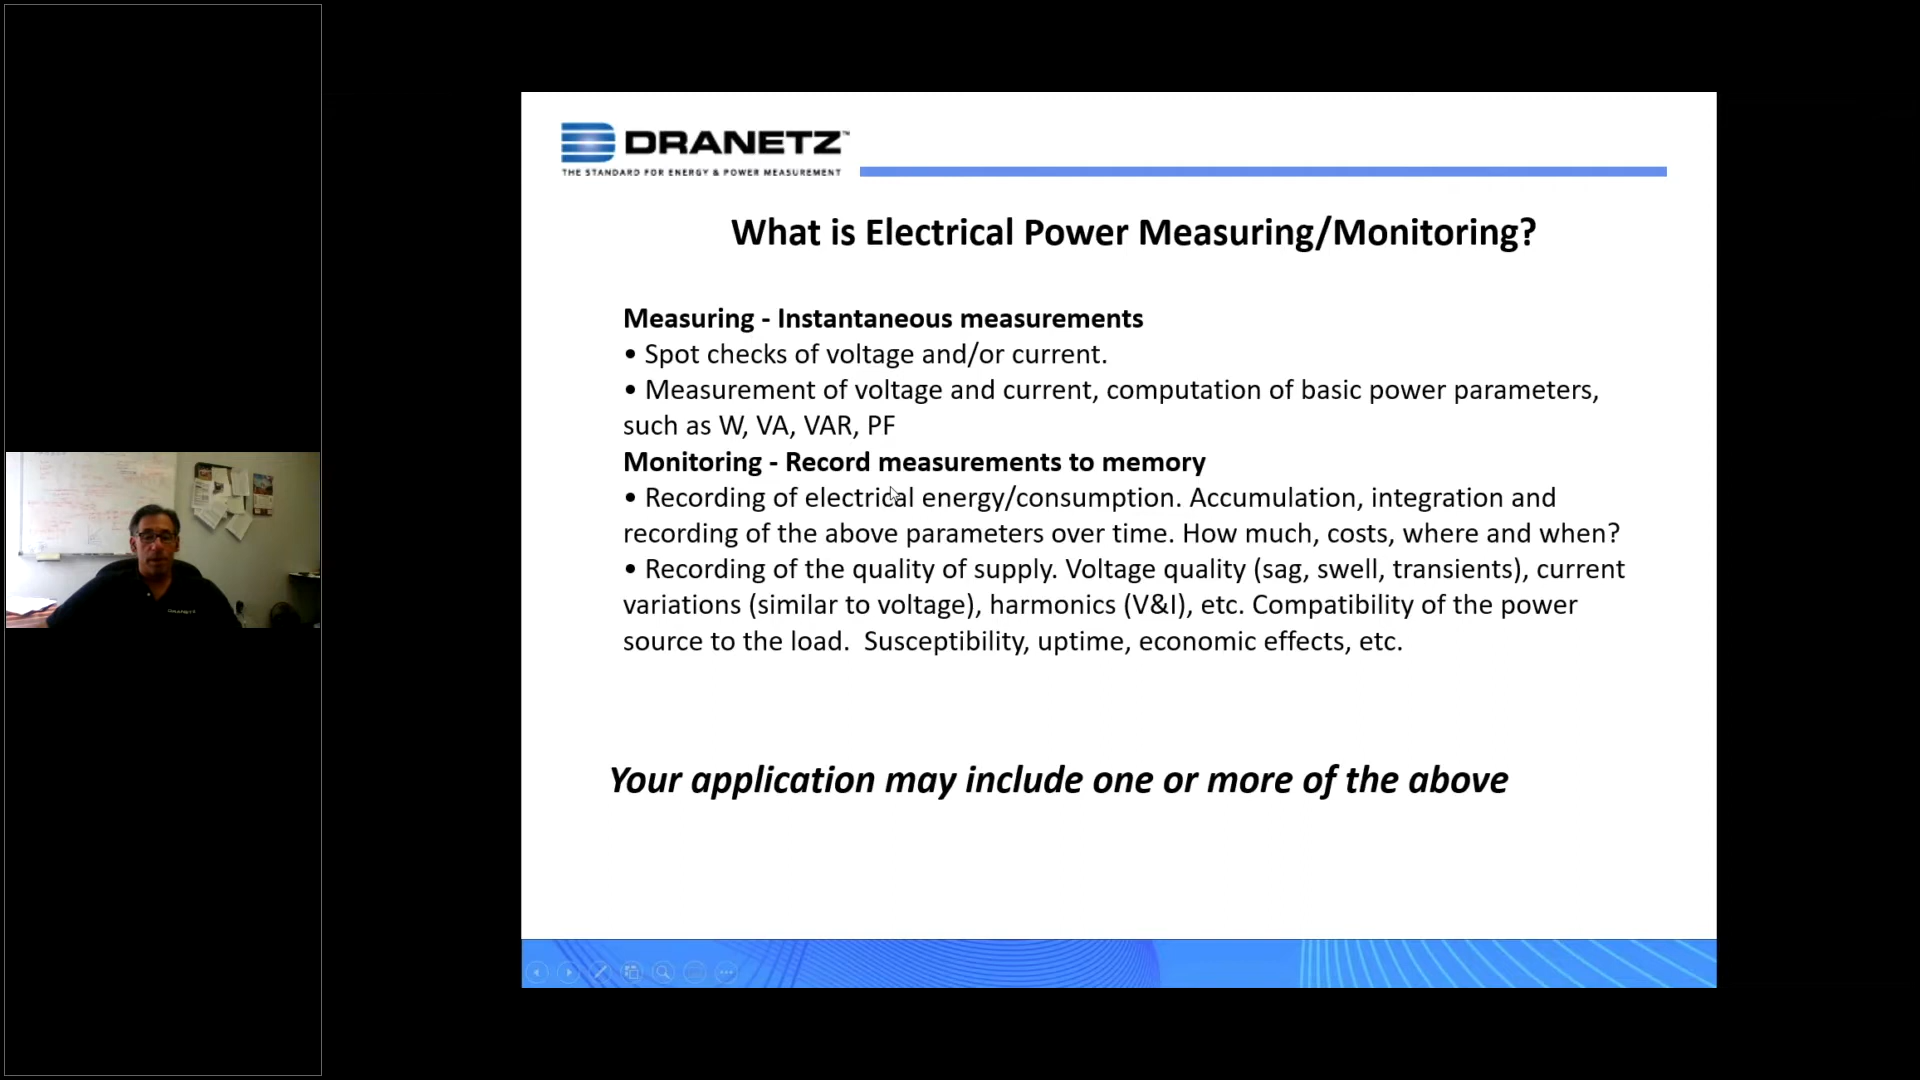 DRANETZ™
THE STANDARD FOR ENERGY & POWER MEASUREMENT
What is Electrical Power Measuring/Monitoring?
Measuring - Instantaneous measurements
• Spot checks of voltage and/or current.
• Measurement of voltage and current, computation of basic power parameters,
such as W, VA, VAR, PF
Monitoring - Record measurements to memory
• Recording of electrical energy/consumption. Accumulation, integration and
recording of the above parameters over time. How much, costs, where and when?
• Recording of the quality of supply. Voltage quality (sag, swell, transients), current
variations (similar to voltage), harmonics (V&I), etc. Compatibility of the power
source to the load.  Susceptibility, uptime, economic effects, etc.
Your application may include one or more of the above
DRANETZ